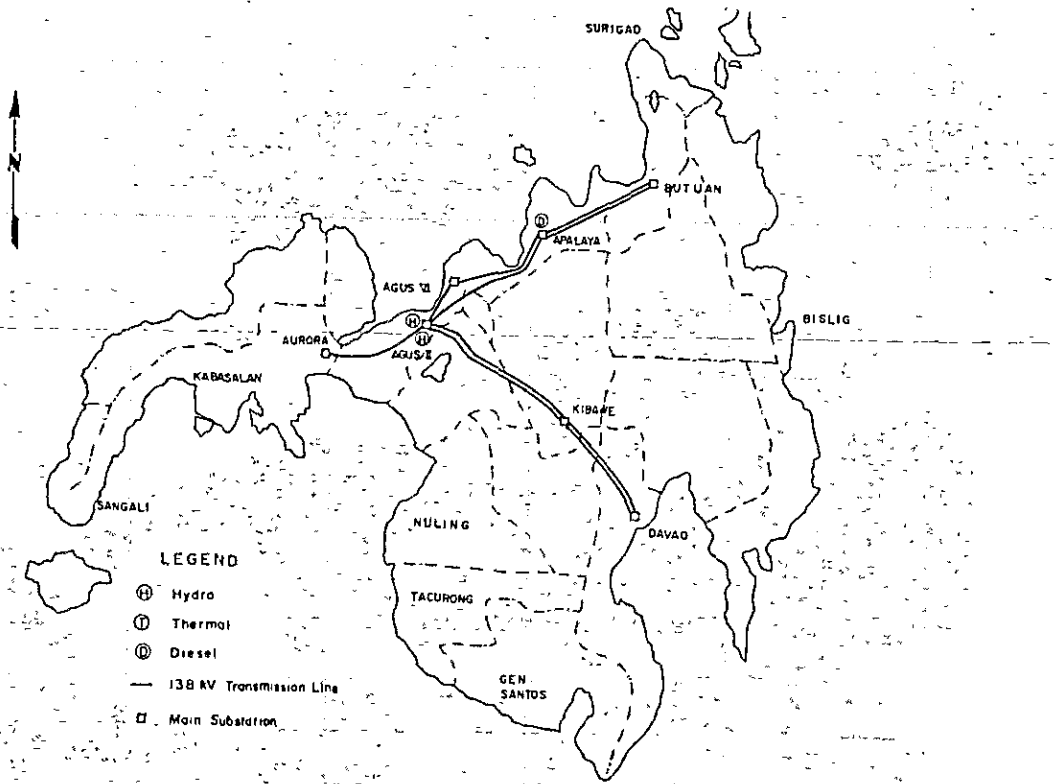 SURIGAO
N
BUTUAN
APALAYA
D
AGUS VI
H
BISLIG
AURORA
H
AGUS/II
KABASALAN
KIBAWE
SANGALI
NULING
DAVAO
LEGEND
H Hydro
T Thermal
D Diesel
138 KV Transmission Line
Main Substation
TACURONG
GEN
SANTOS